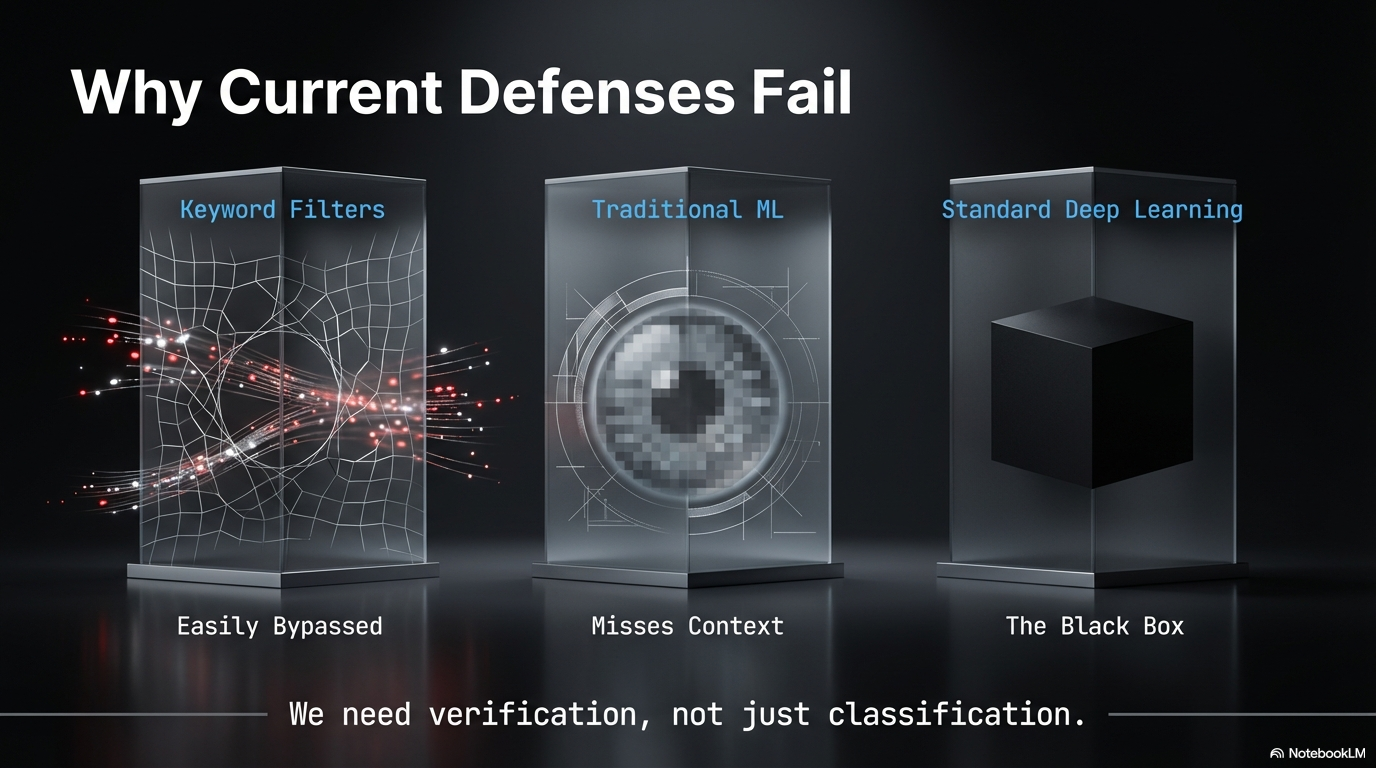 Why Current Defenses Fail
Keyword Filters
Traditional ML
Standard Deep Learning
Easily Bypassed
Misses Context
The Black Box
We need verification, not just classification.
NotebookLM